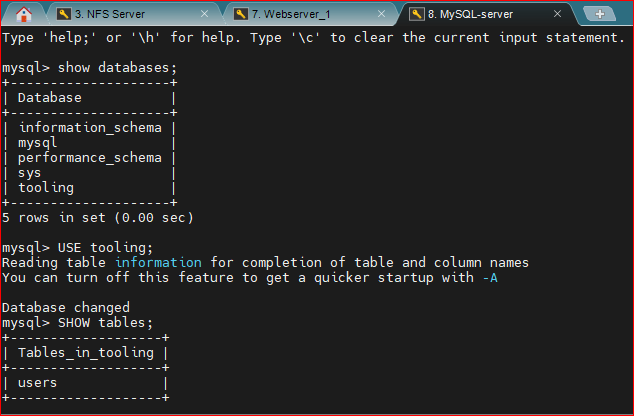 3. NFS Server
7. Webserver_1
8. MySQL-server
Type 'help;' or '\h' for help. Type '\c' to clear the current input statement.
mysql> show databases;
+--------------------+
| Database           |
+--------------------+
| information_schema |
| mysql              |
| performance_schema |
| sys                |
| tooling            |
+--------------------+
5 rows in set (0.00 sec)
mysql> USE tooling;
Reading table information for completion of table and column names
You can turn off this feature to get a quicker startup with -A
Database changed
mysql> SHOW tables;
+-------------------+
| Tables_in_tooling |
+-------------------+
| users             |
+-------------------+